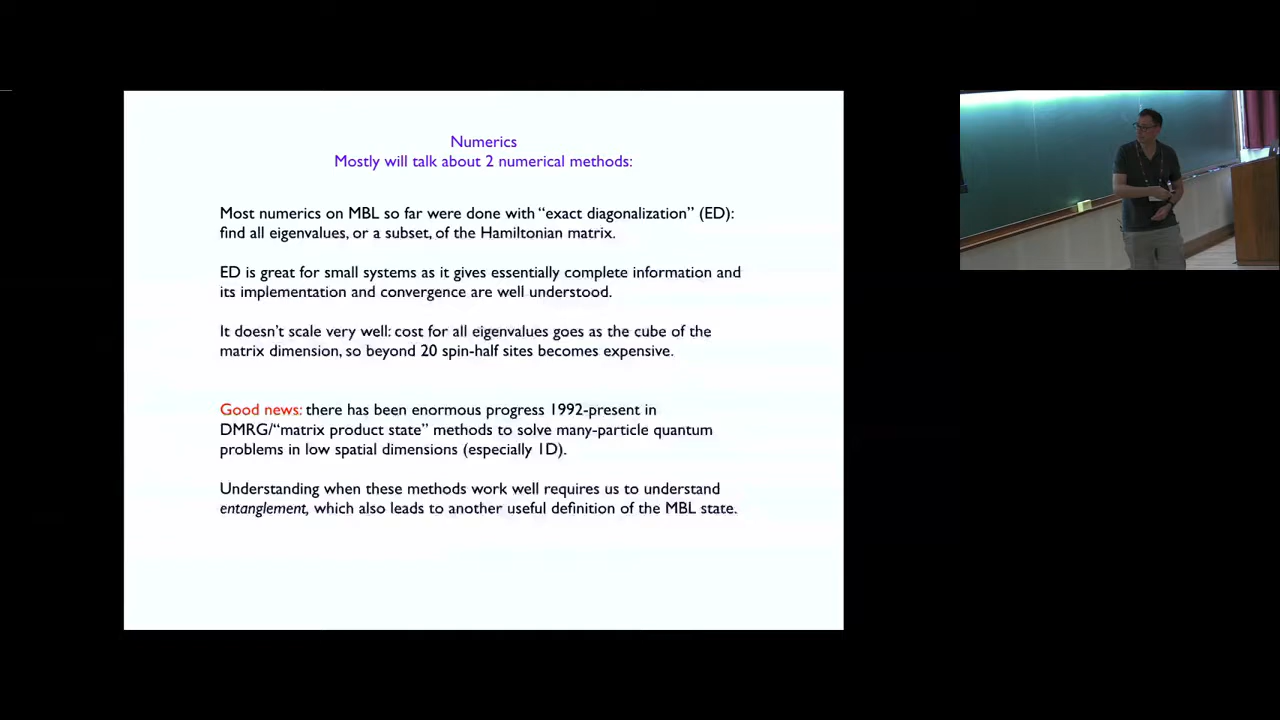 Numerics
Mostly will talk about 2 numerical methods:
Most numerics on MBL so far were done with “exact diagonalization” (ED):
find all eigenvalues, or a subset, of the Hamiltonian matrix.
ED is great for small systems as it gives essentially complete information and
its implementation and convergence are well understood.
It doesn’t scale very well: cost for all eigenvalues goes as the cube of the
matrix dimension, so beyond 20 spin-half sites becomes expensive.
Good news: there has been enormous progress 1992-present in
DMRG/“matrix product state” methods to solve many-particle quantum
problems in low spatial dimensions (especially 1D).
Understanding when these methods work well requires us to understand
entanglement, which also leads to another useful definition of the MBL state.